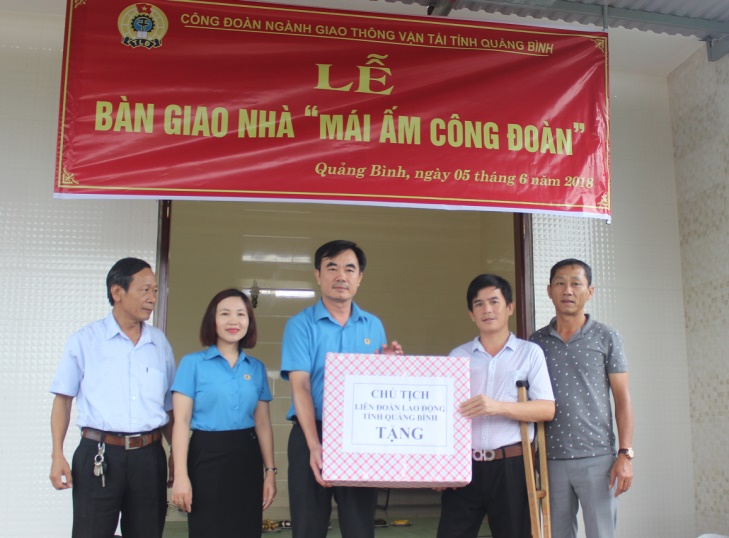 CÔNG ĐOÀN NGÀNH GIAO THÔNG VẬN TẢI TỈNH QUẢNG BÌNH
LỄ
BÀN GIAO NHÀ “MÁI ẤM CÔNG ĐOÀN”
Quảng Bình, ngày 05 tháng 6 năm 2018
CHỦ TỊCH
LIÊN ĐOÀN LAO ĐỘNG
TỈNH QUẢNG BÌNH
TẶNG